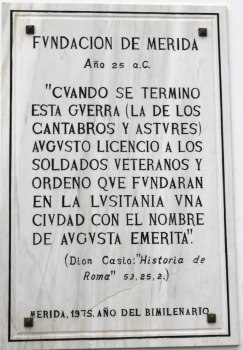 FVNDACION DE MERIDA
Año 25 a.C.
"CVANDO SE TERMINO
ESTA GVERRA (LA DE LOS
CANTABROS Y ASTVRES)
AVGVSTO LICENCIO A LOS
SOLDADOS VETERANOS Y
ORDENO QVE FVNDARAN
EN LA LVSITANIA VNA
CIVDAD CON EL NOMBRE
DE AVGVSTA EMERITA".
(Dion Casio:"Historia de
Roma" 53,25,2.)
MERIDA, 1975. AÑO DEL BIMILENARIO